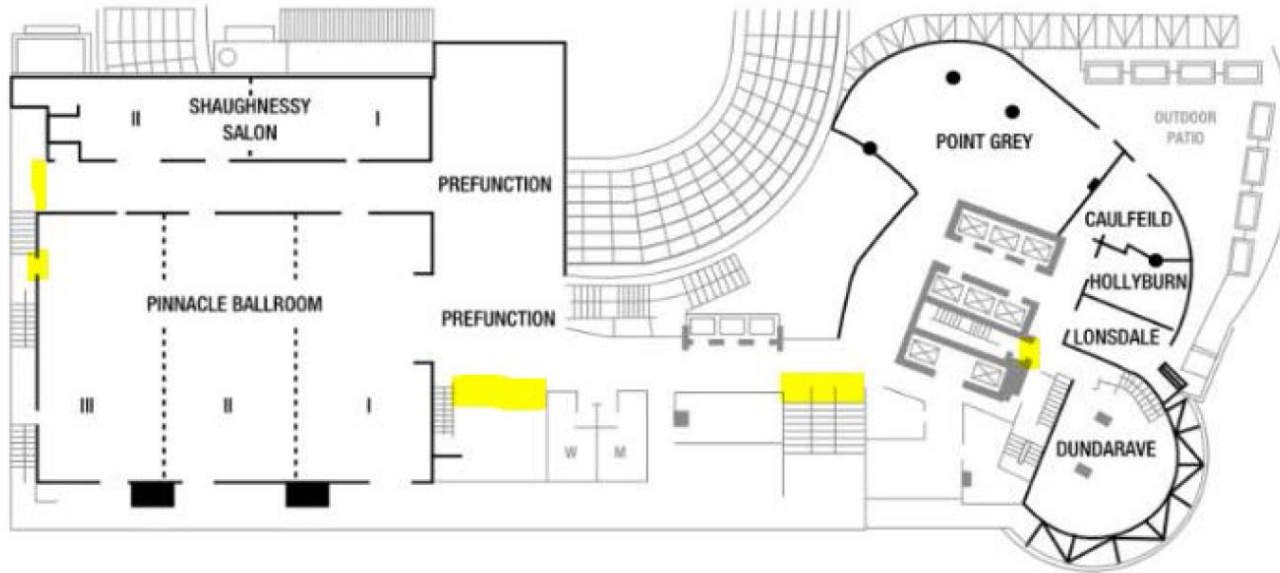 SHAUGHNESSY
SALON
II
I
PREFUNCTION
PINNACLE BALLROOM
PREFUNCTION
III
II
I
W
M
POINT GREY
OUTDOOR
PATIO
CAULFEILD
HOLLYBURN
LONSDALE
DUNDARAVE